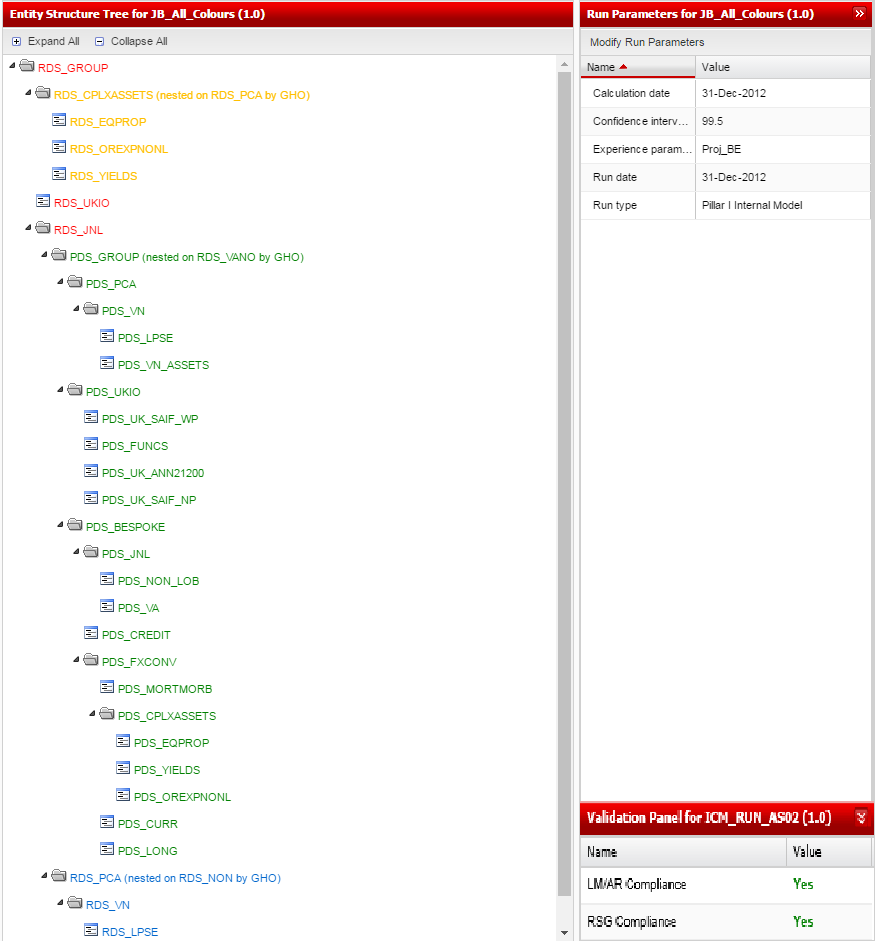 Entity Structure Tree for JB_All_Colours (1.0)
Expand All Collapse All
RDS_GROUP
RDS_CPLXASSETS (nested on RDS_PCA by GHO)
RDS_EQPROP
RDS_OREXPNONL
RDS_YIELDS
RDS_UKIO
RDS_JNL
PDS_GROUP (nested on RDS_VANO by GHO)
PDS_PCA
PDS_VN
PDS_LPSE
PDS_VN_ASSETS
PDS_UKIO
PDS_UK_SAIF_WP
PDS_FUNCS
PDS_UK_ANN21200
PDS_UK_SAIF_NP
PDS_BESPOKE
PDS_JNL
PDS_NON_LOB
PDS_VA
PDS_CREDIT
PDS_FXCONV
PDS_MORTMORB
PDS_CPLXASSETS
PDS_EQPROP
PDS_YIELDS
PDS_OREXPNONL
PDS_CURR
PDS_LONG
RDS_PCA (nested on RDS_NON by GHO)
RDS_VN
RDS_LPSE
Run Parameters for JB_All_Colours (1.0)
Modify Run Parameters
Name Value
Calculation date 31-Dec-2012
Confidence interv... 99.5
Experience param... Proj_BE
Run date 31-Dec-2012
Run type Pillar I Internal Model
Validation Panel for ICM_RUN_AS02 (1.0)
Name Value
LM/AR Compliance Yes
RSG Compliance Yes